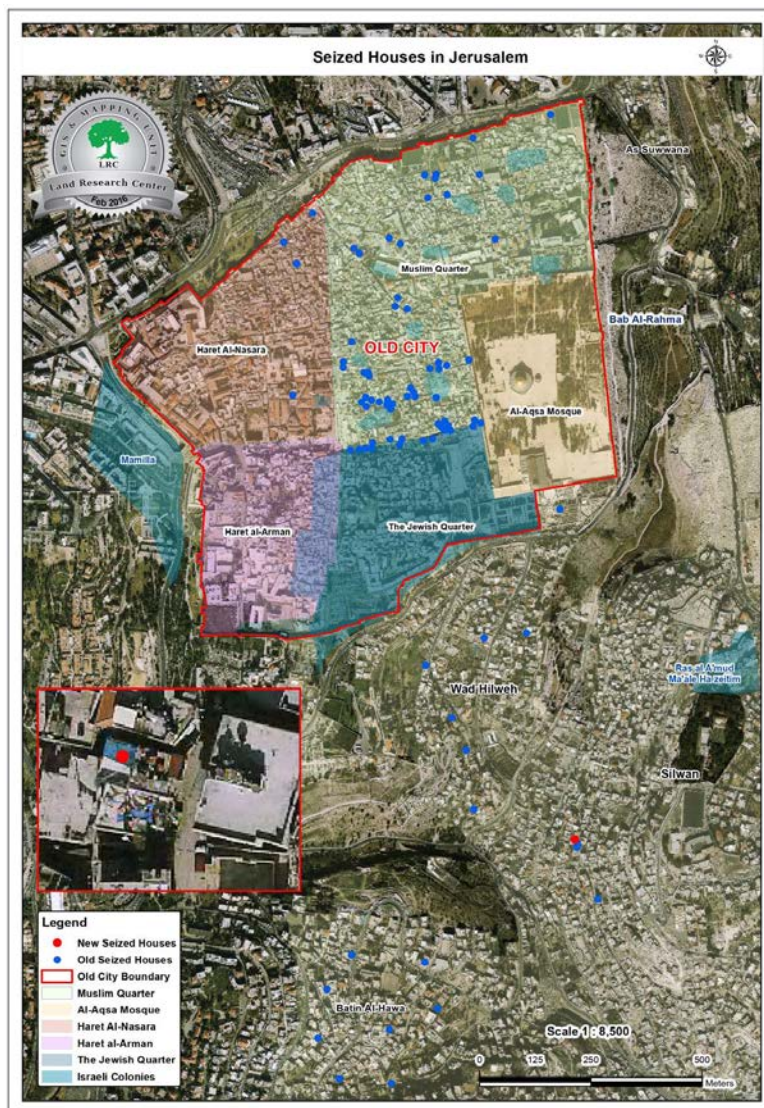 Seized Houses in Jerusalem
GIS & MAPPING UNIT
LRC
Land Research Center
Feb 2016
As Suwwana
Muslim Quarter
Bab Al-Rahma
Haret Al-Nasara
OLD CITY
Al-Aqsa Mosque
Mamilla
Haret al-Arman
The Jewish Quarter
Ras al A'mud
Ma'ale Harzeitim
Wad Hilweh
Silwan
Legend
New Seized Houses
Old Seized Houses
Old City Boundary
Muslim Quarter
Al-Aqsa Mosque
Haret Al-Nasara
Haret al-Arman
The Jewish Quarter
Israeli Colonies
Batin Al-Hawa
Scale 1 : 8,500
0 125 250 500
Meters